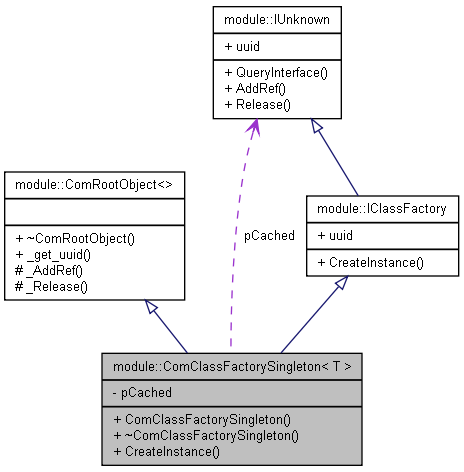 module::IUnknown
+ uuid
+ QueryInterface()
+ AddRef()
+ Release()
module::ComRootObject<>
+ ~ComRootObject()
+ _get_uuid()
# _AddRef()
# _Release()
module::IClassFactory
+ uuid
+ CreateInstance()
pCached
module::ComClassFactorySingleton< T >
- pCached
+ ComClassFactorySingleton()
+ ~ComClassFactorySingleton()
+ CreateInstance()